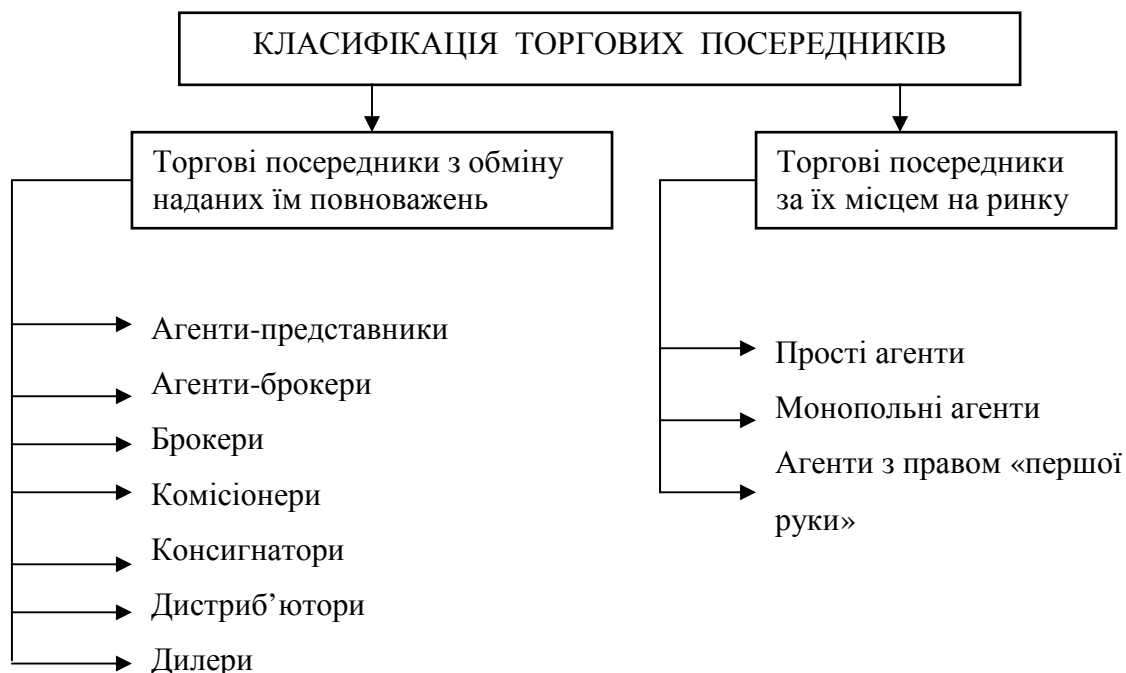 КЛАСИФІКАЦІЯ ТОРГОВИХ ПОСЕРЕДНИКІВ
Торгові посередники з обміну
наданих їм повноважень
Агенти-представники
Агенти-брокери
Брокери
Комісіонери
Консигнатори
Дистриб’ютори
Дилери
Торгові посередники
за їх місцем на ринку
Прості агенти
Монопольні агенти
Агенти з правом «першої
руки»